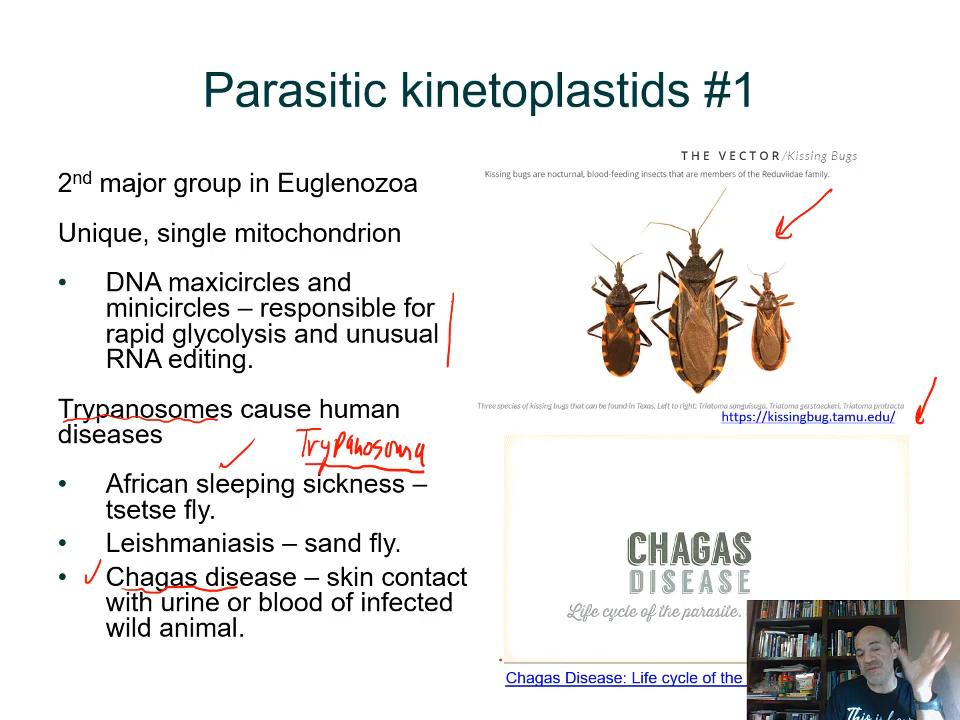 Parasitic kinetoplastids #1
2nd major group in Euglenozoa
Unique, single mitochondrion
• DNA maxicircles and
minicircles – responsible for
rapid glycolysis and unusual
RNA editing.
Trypanosomes cause human
diseases
Trypanosoma
• African sleeping sickness –
tsetse fly.
• Leishmaniasis – sand fly.
• Chagas disease – skin contact
with urine or blood of infected
wild animal.
THE VECTOR/Kissing Bugs
Kissing bugs are nocturnal, blood-feeding insects that are members of the Reduviidae family.
Three species of kissing bugs that can be found in Texas. Left to right: Triatoma sanguisuga, Triatoma gerstaeckeri, Triatoma protracta
https://kissingbug.tamu.edu/
CHAGAS
DISEASE
Life cycle of the parasite.
Chagas Disease: Life cycle of the